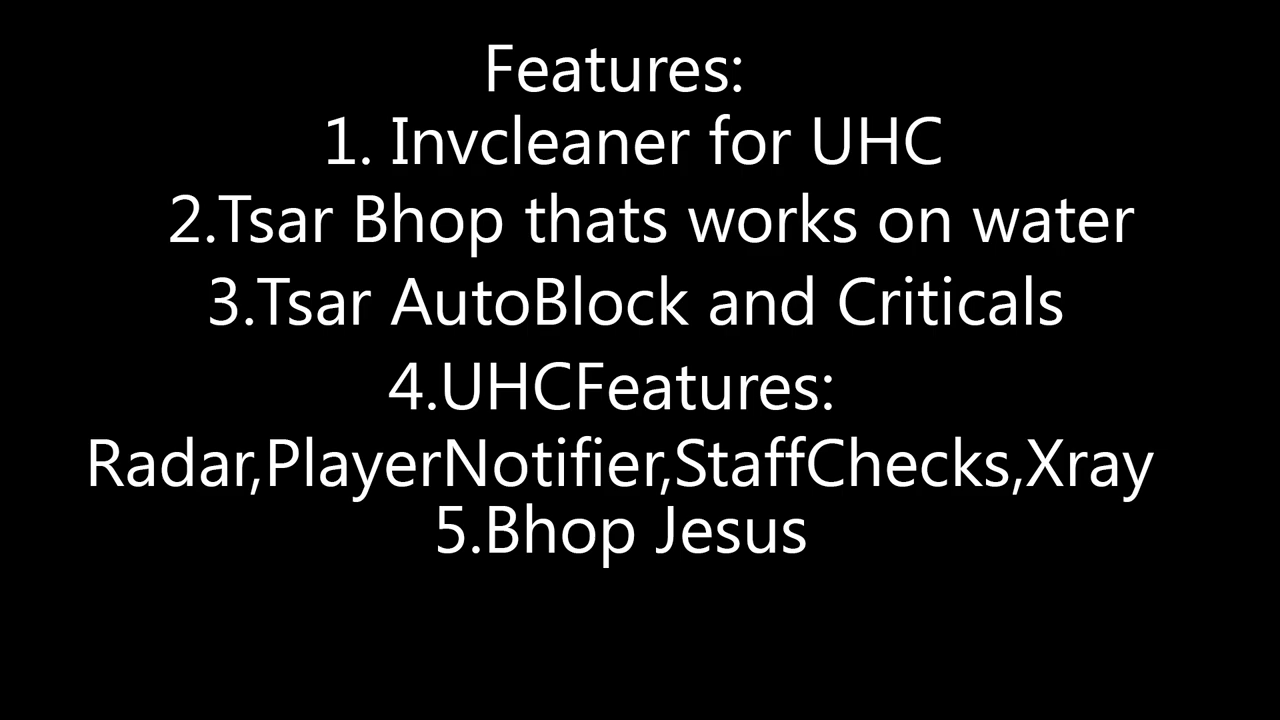 Features:
1. Invcleaner for UHC
2.Tsar Bhop thats works on water
3.Tsar AutoBlock and Criticals
4.UHCFeatures:
Radar,PlayerNotifier,StaffChecks,Xray
5.Bhop Jesus